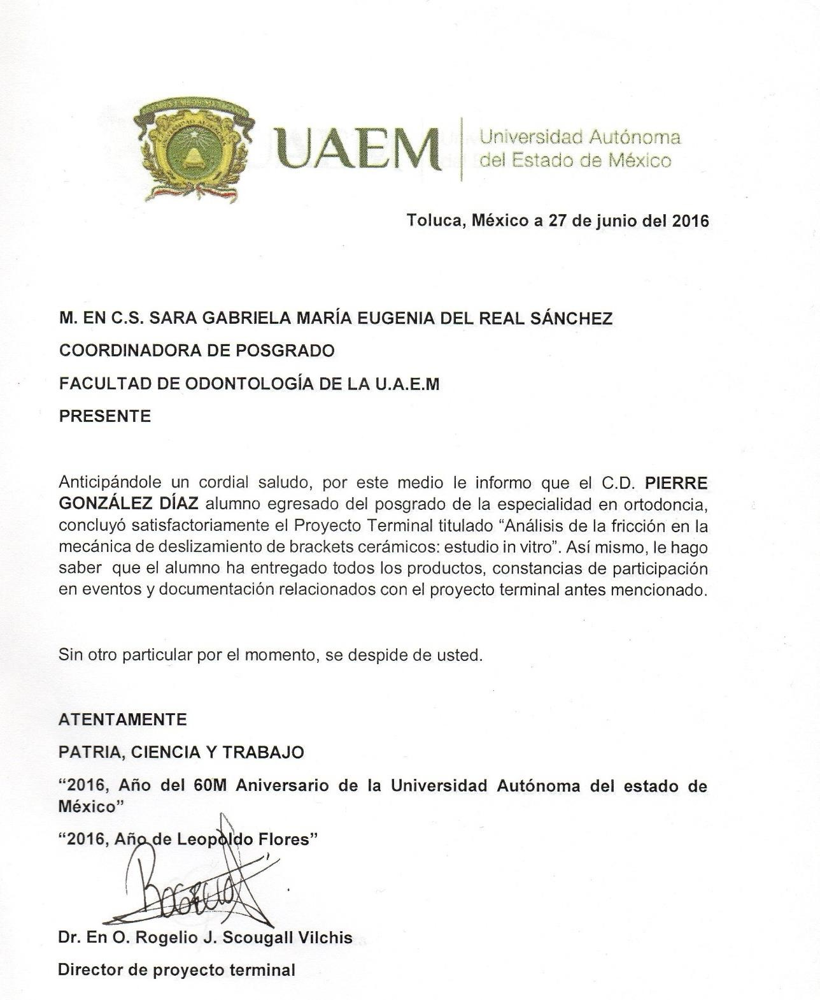 UAEM
Universidad Autónoma
del Estado de México
Toluca, México a 27 de junio del 2016
M. EN C.S. SARA GABRIELA MARÍA EUGENIA DEL REAL SÁNCHEZ
COORDINADORA DE POSGRADO
FACULTAD DE ODONTOLOGÍA DE LA U.A.E.M
PRESENTE
Anticipándole un cordial saludo, por este medio le informo que el C.D. PIERRE
GONZÁLEZ DÍAZ alumno egresado del posgrado de la especialidad en ortodoncia,
concluyó satisfactoriamente el Proyecto Terminal titulado “Análisis de la fricción en la
mecánica de deslizamiento de brackets cerámicos: estudio in vitro”. Así mismo, le hago
saber que el alumno ha entregado todos los productos, constancias de participación
en eventos y documentación relacionados con el proyecto terminal antes mencionado.
Sin otro particular por el momento, se despide de usted.
ATENTAMENTE
PATRIA, CIENCIA Y TRABAJO
“2016, Año del 60M Aniversario de la Universidad Autónoma del estado de
México”
“2016, Año de Leopoldo Flores”
Dr. En O. Rogelio J. Scougall Vilchis
Director de proyecto terminal